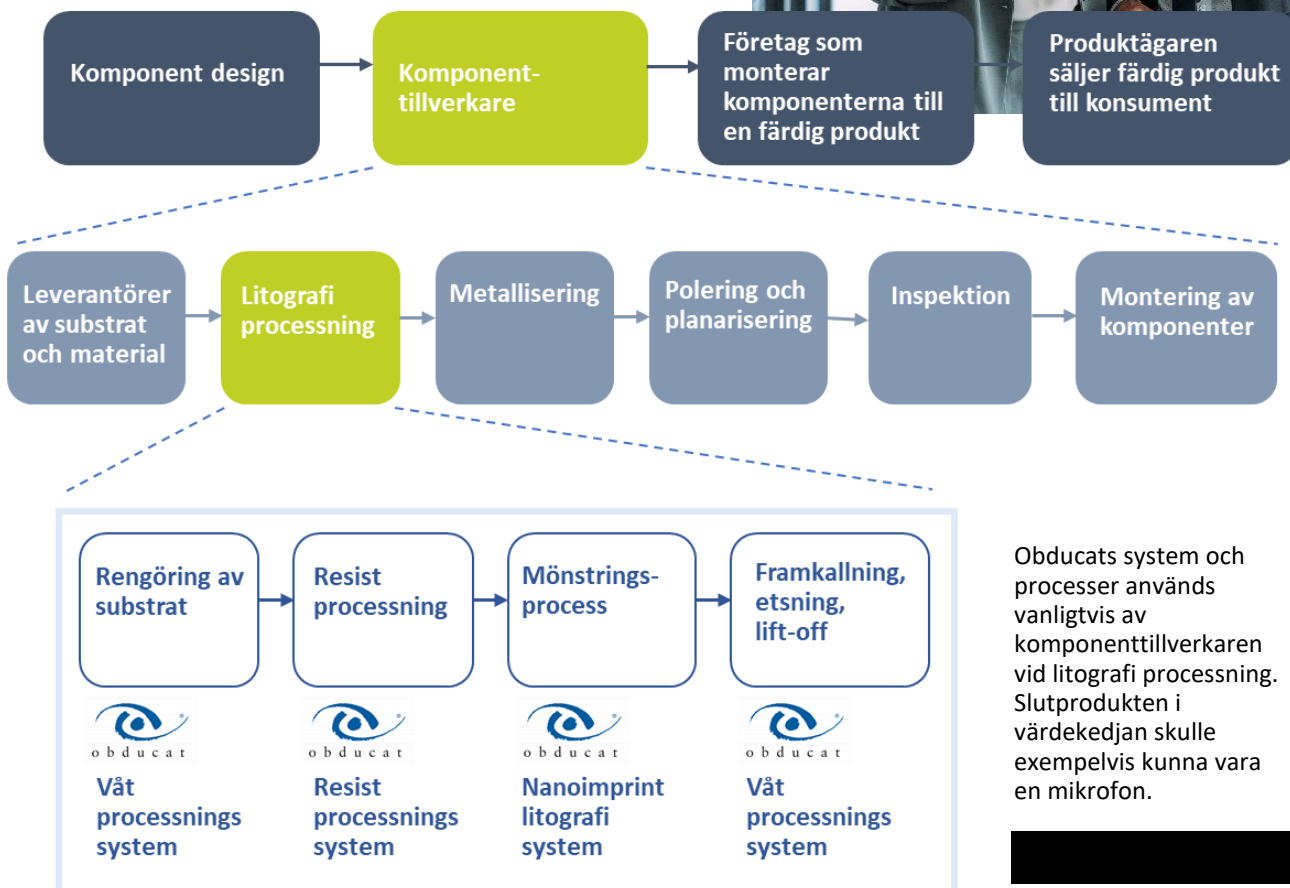 Komponent design
Komponent-
tillverkare
Företag som
monterar
komponenterna till
en färdig produkt
Produktägaren
säljer färdig produkt
till konsument
Leverantörer
av substrat
och material
Litografi
processning
Metallisering
Polering och
planarisering
Inspektion
Montering av
komponenter
Rengöring av
substrat
Resist
processning
Mönstrings-
process
Framkallning,
etsning,
lift-off
obducat
®
obducat
®
obducat
®
obducat
®
Våt
processnings
system
Resist
processnings
system
Nanoimprint
litografi
system
Våt
processnings
system
Obducats system och
processer används
vanligtvis av
komponenttillverkaren
vid litografi processning.
Slutprodukten i
värdekedjan skulle
exempelvis kunna vara
en mikrofon.